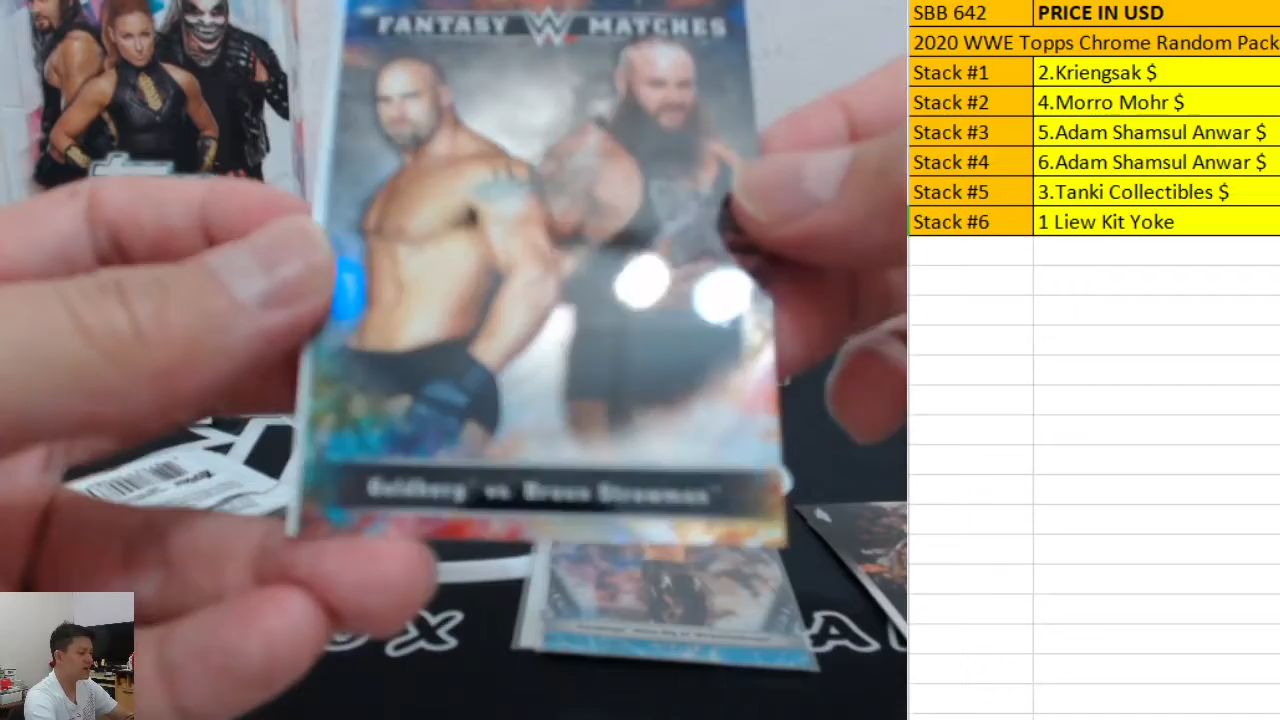 FANTASY W MATCHES
Goldberg™ vs. Braun Strowman™
SBB 642 PRICE IN USD
2020 WWE Topps Chrome Random Pack
Stack #1 2.Kriengsak $
Stack #2 4.Morro Mohr $
Stack #3 5.Adam Shamsul Anwar $
Stack #4 6.Adam Shamsul Anwar $
Stack #5 3.Tanki Collectibles $
Stack #6 1 Liew Kit Yoke